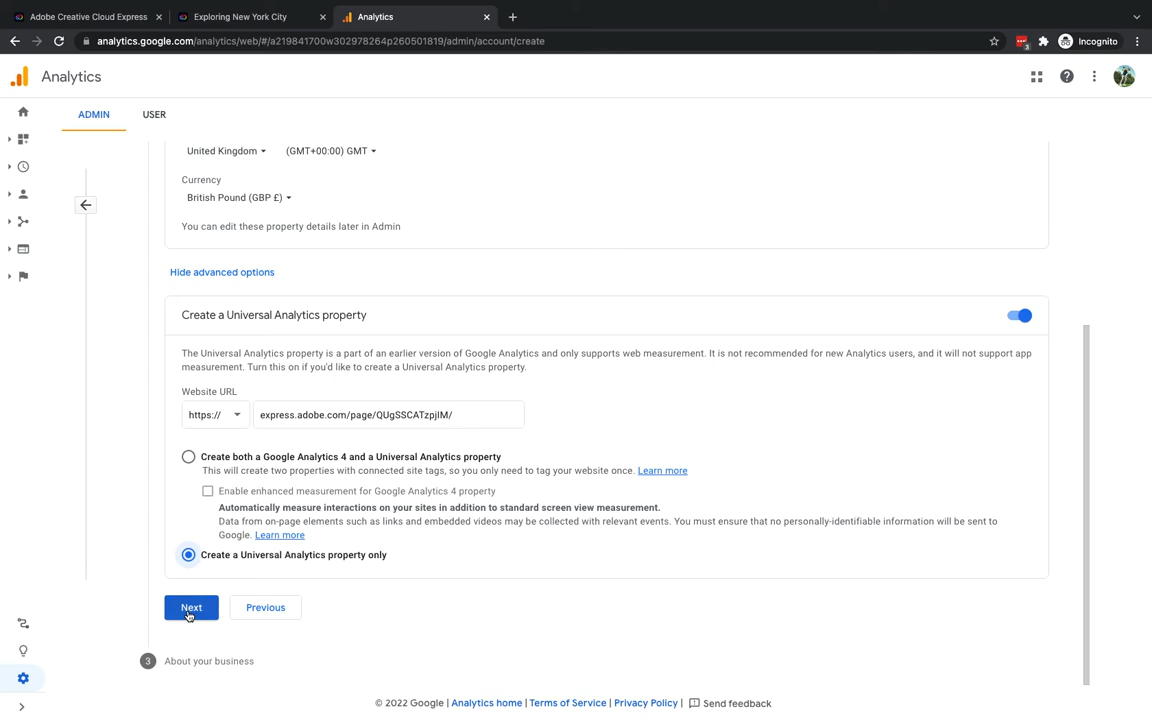 Adobe Creative Cloud Express
Exploring New York City
Analytics
analytics.google.com/analytics/web/#/a219841700w302978264p260501819/admin/account/create
3
Incognito
Analytics
ADMIN
USER
United Kingdom
(GMT+00:00) GMT
Currency
British Pound (GBP £)
You can edit these property details later in Admin
Hide advanced options
Create a Universal Analytics property
The Universal Analytics property is a part of an earlier version of Google Analytics and only supports web measurement. It is not recommended for new Analytics users, and it will not support app
measurement. Turn this on if you'd like to create a Universal Analytics property.
Website URL
https://
express.adobe.com/page/QUgSSCATzpjIM/
Create both a Google Analytics 4 and a Universal Analytics property
This will create two properties with connected site tags, so you only need to tag your website once. Learn more
Enable enhanced measurement for Google Analytics 4 property
Automatically measure interactions on your sites in addition to standard screen view measurement.
Data from on-page elements such as links and embedded videos may be collected with relevant events. You must ensure that no personally-identifiable information will be sent to
Google. Learn more
Create a Universal Analytics property only
Next
Previous
3 About your business
© 2022 Google | Analytics home | Terms of Service | Privacy Policy | Send feedback